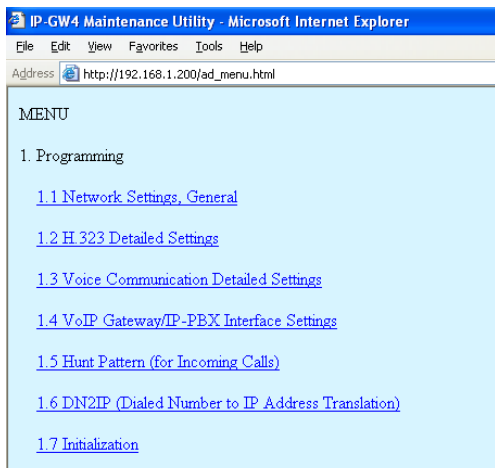 IP-GW4 Maintenance Utility - Microsoft Internet Explorer
File Edit View Favorites Tools Help
Address http://192.168.1.200/ad_menu.html
MENU
1. Programming
1.1 Network Settings, General
1.2 H.323 Detailed Settings
1.3 Voice Communication Detailed Settings
1.4 VoIP Gateway/IP-PBX Interface Settings
1.5 Hunt Pattern (for Incoming Calls)
1.6 DN2IP (Dialed Number to IP Address Translation)
1.7 Initialization